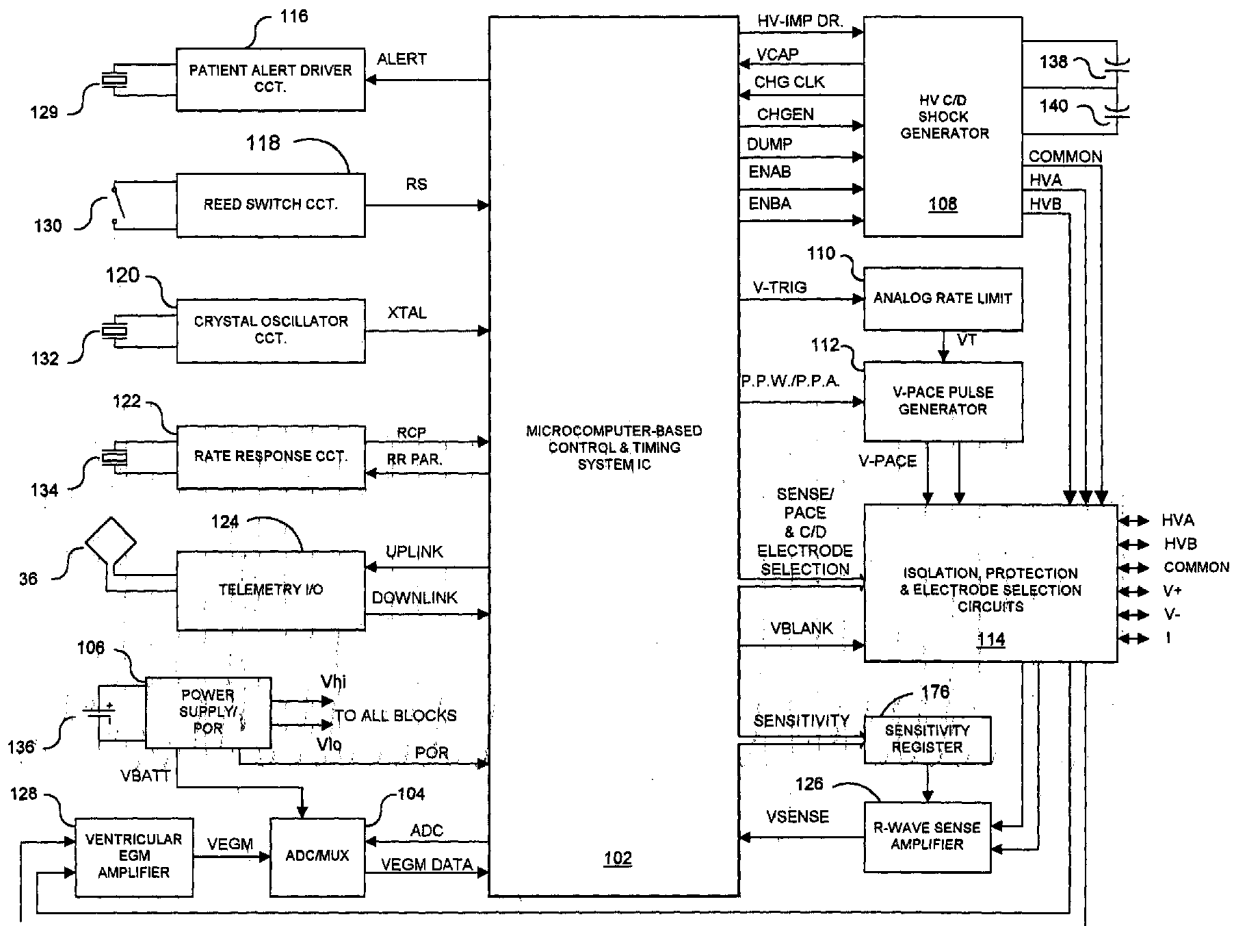 116
PATIENT ALERT DRIVER
CCT.
ALERT
129
118
REED SWITCH CCT.
RS
130
120
CRYSTAL OSCILLATOR
CCT.
XTAL
132
122
RATE RESPONSE CCT.
RCP
RR PAR.
134
124
TELEMETRY I/O
UPLINK
DOWNLINK
36
106
POWER
SUPPLY/
POR
Vhi
TO ALL BLOCKS
Vlo
POR
136
VBATT
128
VENTRICULAR
EGM
AMPLIFIER
VEGM
104
ADC/MUX
ADC
VEGM DATA
MICROCOMPUTER-BASED
CONTROL & TIMING
SYSTEM IC
102
HV-IMP DR.
VCAP
CHG CLK
CHGEN
DUMP
ENAB
ENBA
HV C/D
SHOCK
GENERATOR
108
138
140
COMMON
HVA
HVB
110
V-TRIG
ANALOG RATE LIMIT
VT
112
P.P.W./P.P.A.
V-PACE PULSE
GENERATOR
V-PACE
SENSE/
PACE
& C/D
ELECTRODE
SELECTION
ISOLATION, PROTECTION
& ELECTRODE SELECTION
CIRCUITS
114
HVA
HVB
COMMON
V+
V-
I
VBLANK
176
SENSITIVITY
SENSITIVITY
REGISTER
126
VSENSE
R-WAVE SENSE
AMPLIFIER